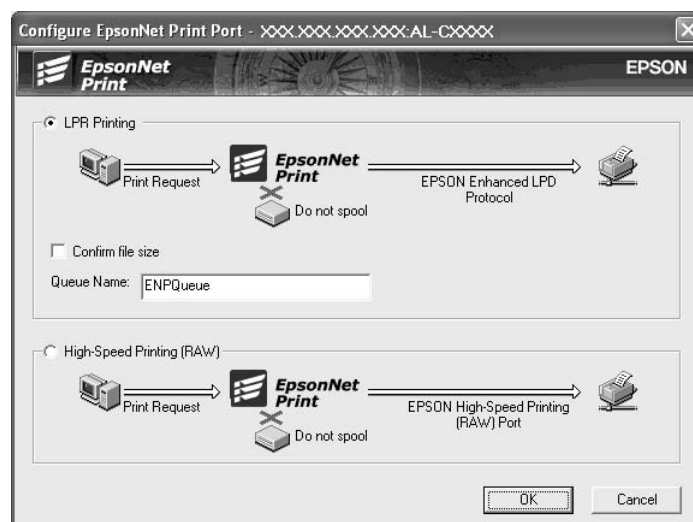 Configure EpsonNet Print Port - XXX.XXX.XXX.XXX:AL-CXXXX
EpsonNet
Print
EPSON
LPR Printing
Print Request
EpsonNet
Print
EPSON Enhanced LPD
Protocol
Do not spool
Confirm file size
Queue Name:
ENPQueue
High-Speed Printing (RAW)
Print Request
EpsonNet
Print
EPSON High-Speed Printing
(RAW) Port
Do not spool
OK
Cancel